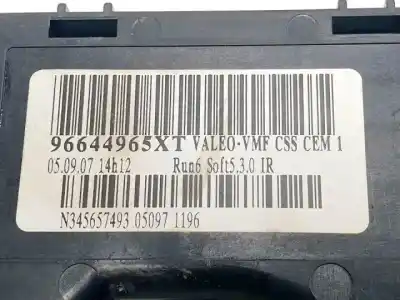 96644965XT VALEO·VMF CSS CEM 1
05.09.07 14h12 Run6 Soft5.3.0 IR
N345657493 05097 1196